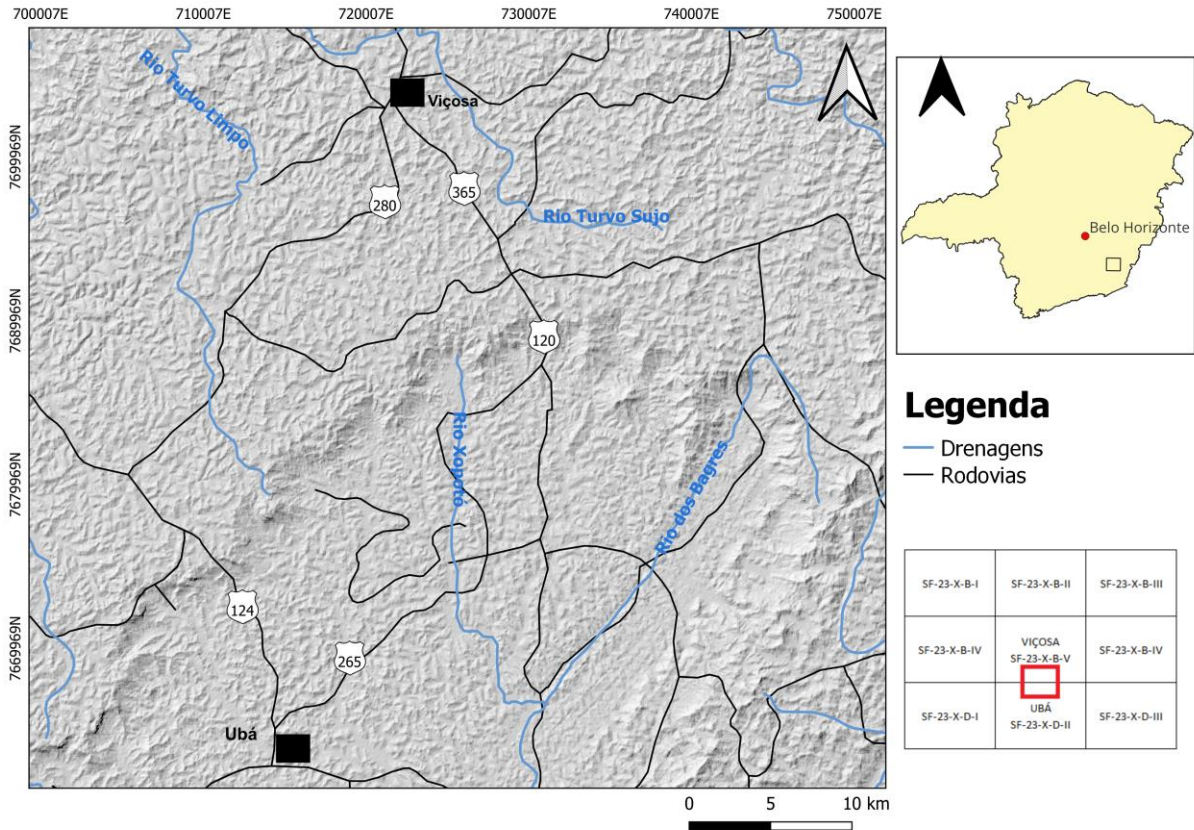 700007E
710007E
720007E
730007E
740007E
750007E
7699969N
7689969N
7679969N
7669969N
Rio Turvo Limpo
Viçosa
280
365
Rio Turvo Sujo
120
Rio Xopotó
Rio dos Bagres
124
265
Ubá
0 5 10 km
Belo Horizonte
Legenda
Drenagens
Rodovias
SF-23-X-B-I
SF-23-X-B-II
SF-23-X-B-III
SF-23-X-B-IV
VIÇOSA
SF-23-X-B-V
SF-23-X-B-IV
SF-23-X-D-I
UBÁ
SF-23-X-D-II
SF-23-X-D-III